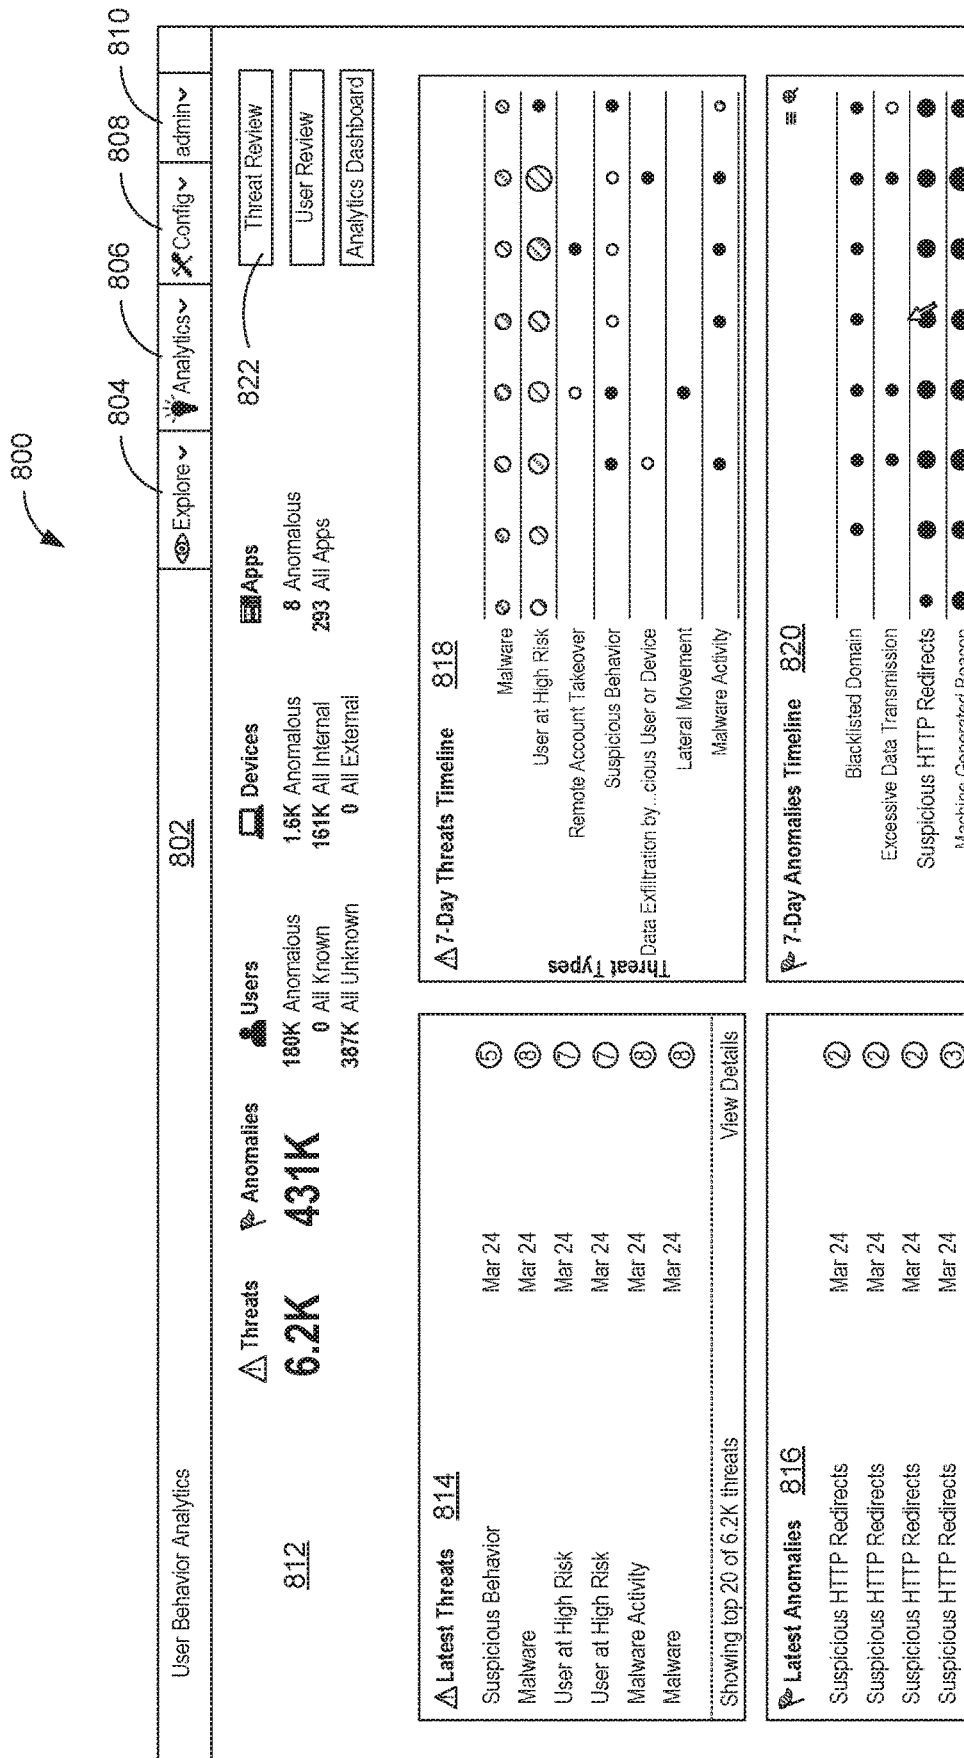 800
804
806
808
810
User Behavior Analytics
802
Explore
Analytics
Config
admin
812
Threats
6.2K
Anomalies
431K
Users
180K Anomalous
0 All Known
387K All Unknown
Devices
1.6K Anomalous
161K All Internal
0 All External
Apps
8 Anomalous
293 All Apps
822
Threat Review
User Review
Analytics Dashboard
Latest Threats 814
Suspicious Behavior Mar 24 5
Malware Mar 24 8
User at High Risk Mar 24 7
User at High Risk Mar 24 7
Malware Activity Mar 24 8
Malware Mar 24 8
Showing top 20 of 6.2K threats View Details
7-Day Threats Timeline 818
Threat Types
Malware
User at High Risk
Remote Account Takeover
Suspicious Behavior
Data Exfiltration by...cious User or Device
Lateral Movement
Malware Activity
Latest Anomalies 816
Suspicious HTTP Redirects Mar 24 2
Suspicious HTTP Redirects Mar 24 2
Suspicious HTTP Redirects Mar 24 2
Suspicious HTTP Redirects Mar 24 3
7-Day Anomalies Timeline 820
Blacklisted Domain
Excessive Data Transmission
Suspicious HTTP Redirects
Machine Generated Beacon